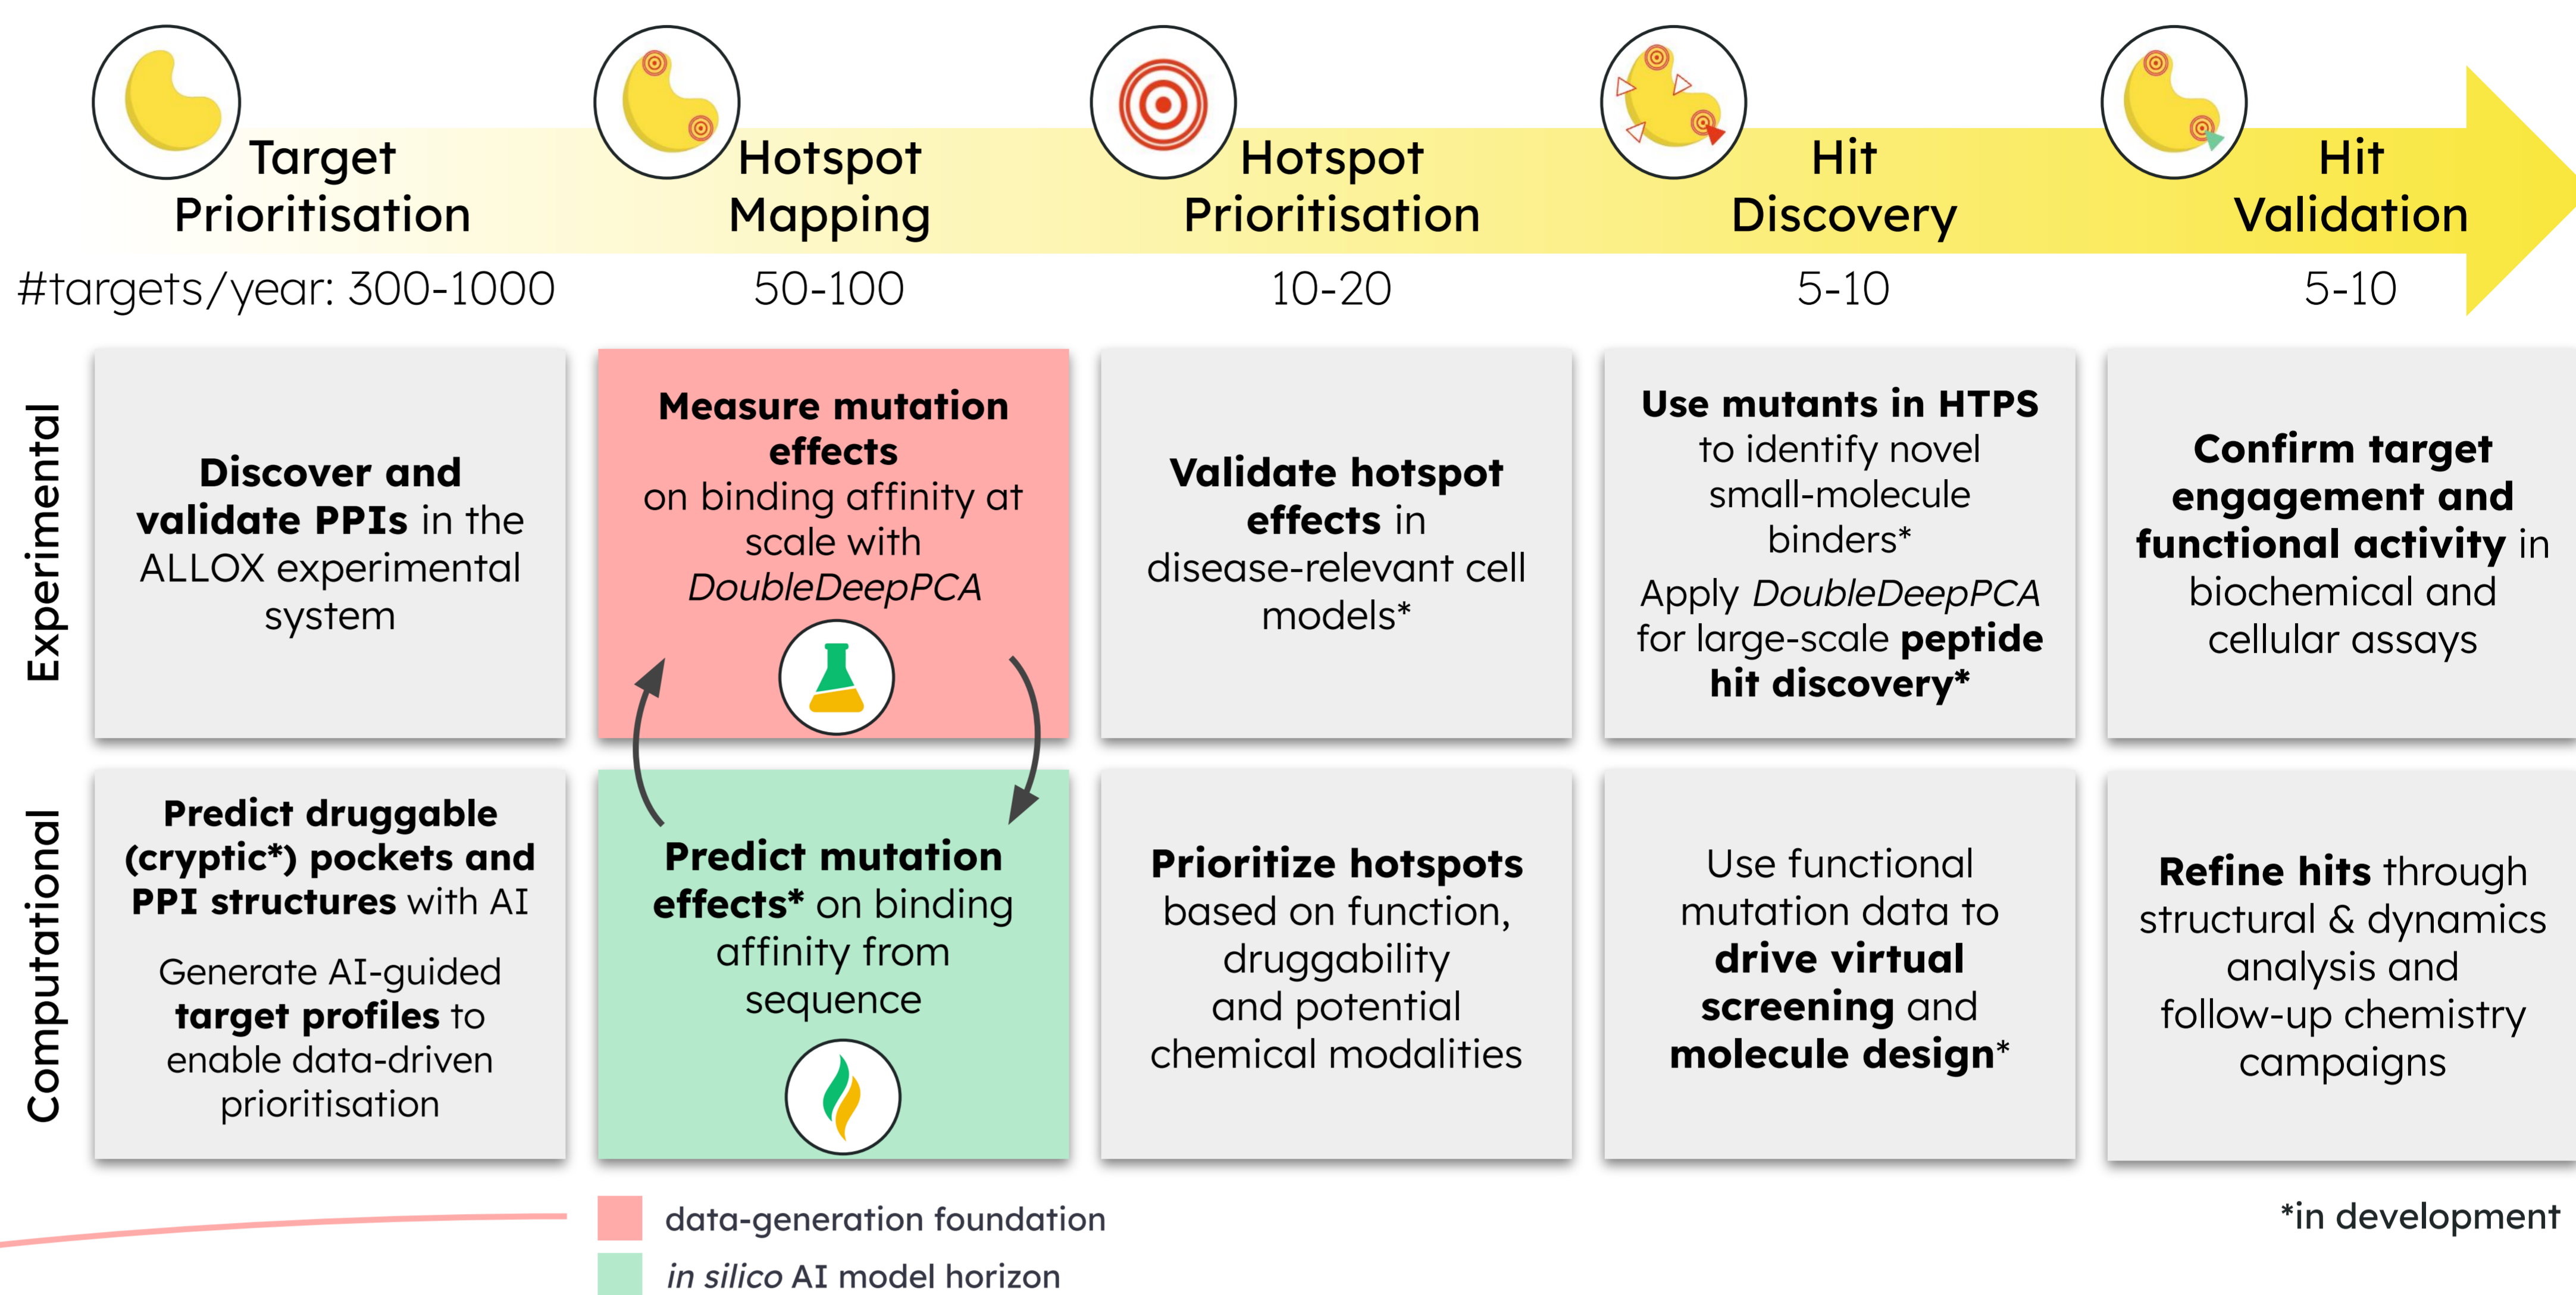 Target
Prioritisation
Hotspot
Mapping
Hotspot
Prioritisation
Hit
Discovery
Hit
Validation
#targets/year: 300-1000
50-100
10-20
5-10
5-10
Experimental
Discover and
validate PPIs in the
ALLOX experimental
system
Measure mutation
effects
on binding affinity at
scale with
DoubleDeepPCA
Validate hotspot
effects in
disease-relevant cell
models*
Use mutants in HTPS
to identify novel
small-molecule
binders*
Apply DoubleDeepPCA
for large-scale peptide
hit discovery*
Confirm target
engagement and
functional activity in
biochemical and
cellular assays
Computational
Predict druggable
(cryptic*) pockets and
PPI structures with AI
Generate AI-guided
target profiles to
enable data-driven
prioritisation
Predict mutation
effects* on binding
affinity from
sequence
Prioritize hotspots
based on function,
druggability
and potential
chemical modalities
Use functional
mutation data to
drive virtual
screening and
molecule design*
Refine hits through
structural & dynamics
analysis and
follow-up chemistry
campaigns
data-generation foundation
in silico AI model horizon
*in development